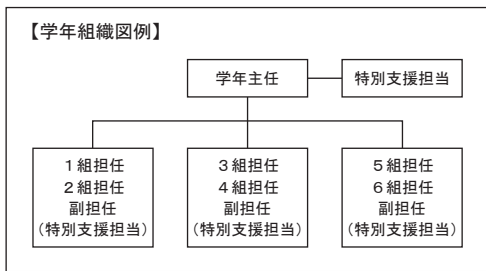 【学年組織図例】
学年主任
特別支援担当
1組担任
2組担任
副担任
(特別支援担当)
3組担任
4組担任
副担任
(特別支援担当)
5組担任
6組担任
副担任
(特別支援担当)